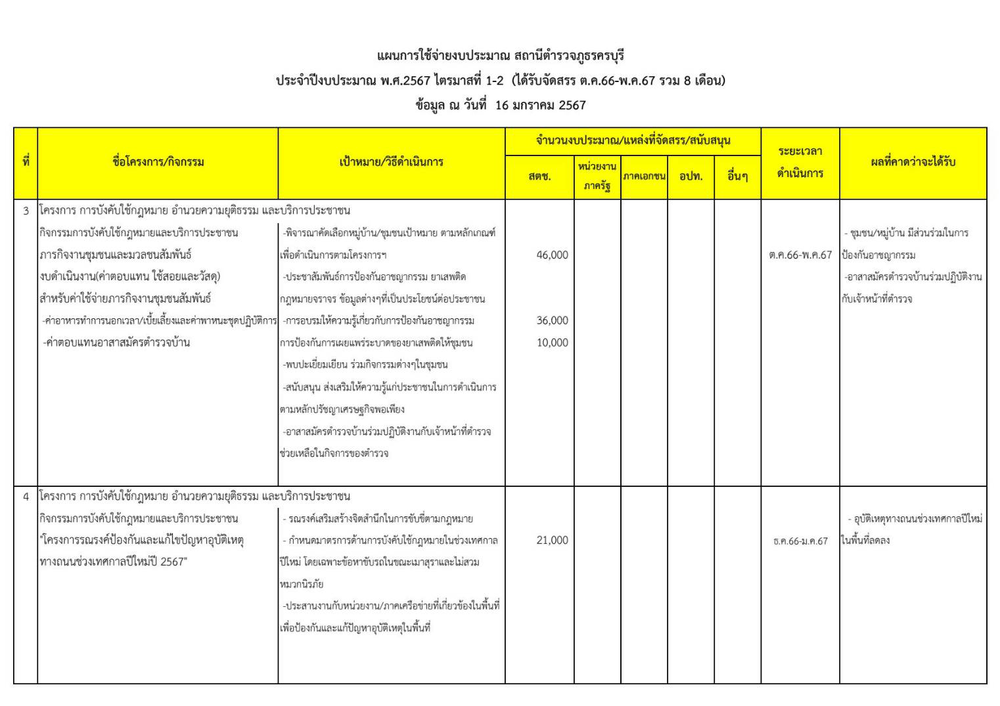 แผนการใช้จ่ายงบประมาณ สถานีตำรวจภูธรครบุรี
ประจำปีงบประมาณ พ.ศ.2567 ไตรมาสที่ 1-2 (ได้รับจัดสรร ต.ค.66-พ.ค.67 รวม 8 เดือน)
ข้อมูล ณ วันที่ 16 มกราคม 2567
ที่ ชื่อโครงการ/กิจกรรม เป้าหมาย/วิธีดำเนินการ จำนวนงบประมาณ/แหล่งที่จัดสรร/สนับสนุน ระยะเวลา ผลที่คาดว่าจะได้รับ
สตช. หน่วยงาน ภาคเอกชน อปท. อื่นๆ ดำเนินการ
ภาครัฐ
3 โครงการ การบังคับใช้กฎหมาย อำนวยความยุติธรรม และบริการประชาชน
กิจกรรมการบังคับใช้กฎหมายและบริการประชาชน -พิจารณาคัดเลือกหมู่บ้าน/ชุมชนเป้าหมาย ตามหลักเกณฑ์ - ชุมชน/หมู่บ้าน มีส่วนร่วมในการ
ภารกิจงานชุมชนและมวลชนสัมพันธ์ เพื่อดำเนินการตามโครงการฯ 46,000 ต.ค.66-พ.ค.67 ป้องกันอาชญากรรม
งบดำเนินงาน(ค่าตอบแทน ใช้สอยและวัสดุ) -ประชาสัมพันธ์การป้องกันอาชญากรรม ยาเสพติด -อาสาสมัครตำรวจบ้านร่วมปฏิบัติงาน
สำหรับค่าใช้จ่ายภารกิจงานชุมชนสัมพันธ์ กฎหมายจราจร ข้อมูลต่างๆที่เป็นประโยชน์ต่อประชาชน กับเจ้าหน้าที่ตำรวจ
-ค่าอาหารทำการนอกเวลา/เบี้ยเลี้ยงและค่าพาหนะชุดปฏิบัติการ -การอบรมให้ความรู้เกี่ยวกับการป้องกันอาชญากรรม 36,000
-ค่าตอบแทนอาสาสมัครตำรวจบ้าน การป้องกันการเผยแพร่ระบาดของยาเสพติดให้ชุมชน 10,000
-พบปะเยี่ยมเยียน ร่วมกิจกรรมต่างๆในชุมชน
-สนับสนุน ส่งเสริมให้ความรู้แก่ประชาชนในการดำเนินการ
ตามหลักปรัชญาเศรษฐกิจพอเพียง
-อาสาสมัครตำรวจบ้านร่วมปฏิบัติงานกับเจ้าหน้าที่ตำรวจ
ช่วยเหลือในกิจการของตำรวจ
4 โครงการ การบังคับใช้กฎหมาย อำนวยความยุติธรรม และบริการประชาชน
กิจกรรมการบังคับใช้กฎหมายและบริการประชาชน - รณรงค์เสริมสร้างจิตสำนึกในการขับขี่ตามกฎหมาย - อุบัติเหตุทางถนนช่วงเทศกาลปีใหม่
"โครงการรณรงค์ป้องกันและแก้ไขปัญหาอุบัติเหตุ - กำหนดมาตรการด้านการบังคับใช้กฎหมายในช่วงเทศกาล 21,000 ธ.ค.66-ม.ค.67 ในพื้นที่ลดลง
ทางถนนช่วงเทศกาลปีใหม่ปี 2567" ปีใหม่ โดยเฉพาะข้อหาขับรถในขณะเมาสุราและไม่สวม
หมวกนิรภัย
-ประสานงานกับหน่วยงาน/ภาคเครือข่ายที่เกี่ยวข้องในพื้นที่
เพื่อป้องกันและแก้ปัญหาอุบัติเหตุในพื้นที่